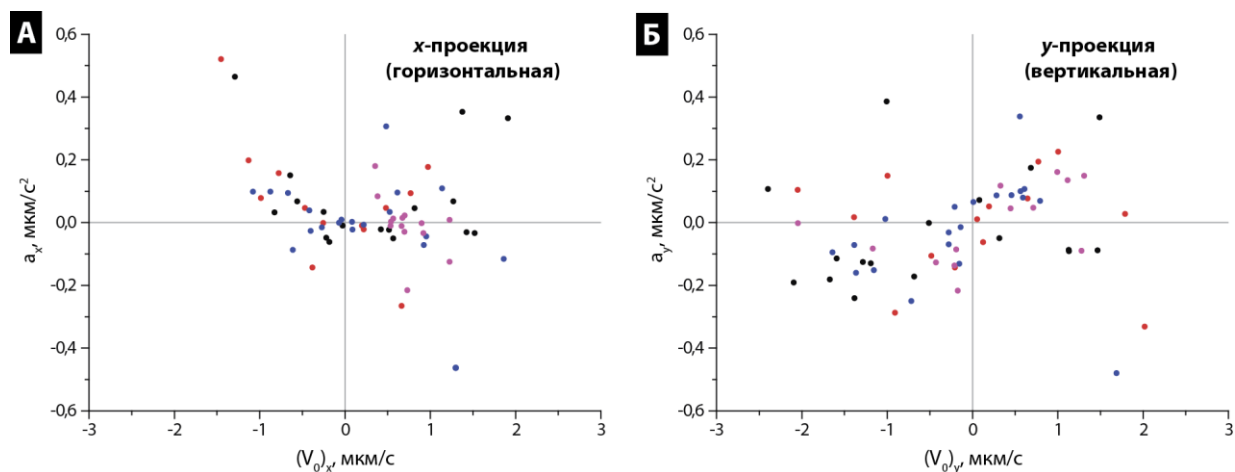 А
x-проекция
(горизонтальная)
0,6
0,4
0,2
0,0
-0,2
-0,4
-0,6
aₓ, мкм/с²
-3
-2
-1
0
1
2
3
(V₀)ₓ, мкм/с
Б
y-проекция
(вертикальная)
0,6
0,4
0,2
0,0
-0,2
-0,4
-0,6
a_y, мкм/с²
-3
-2
-1
0
1
2
3
(V₀)_y, мкм/с